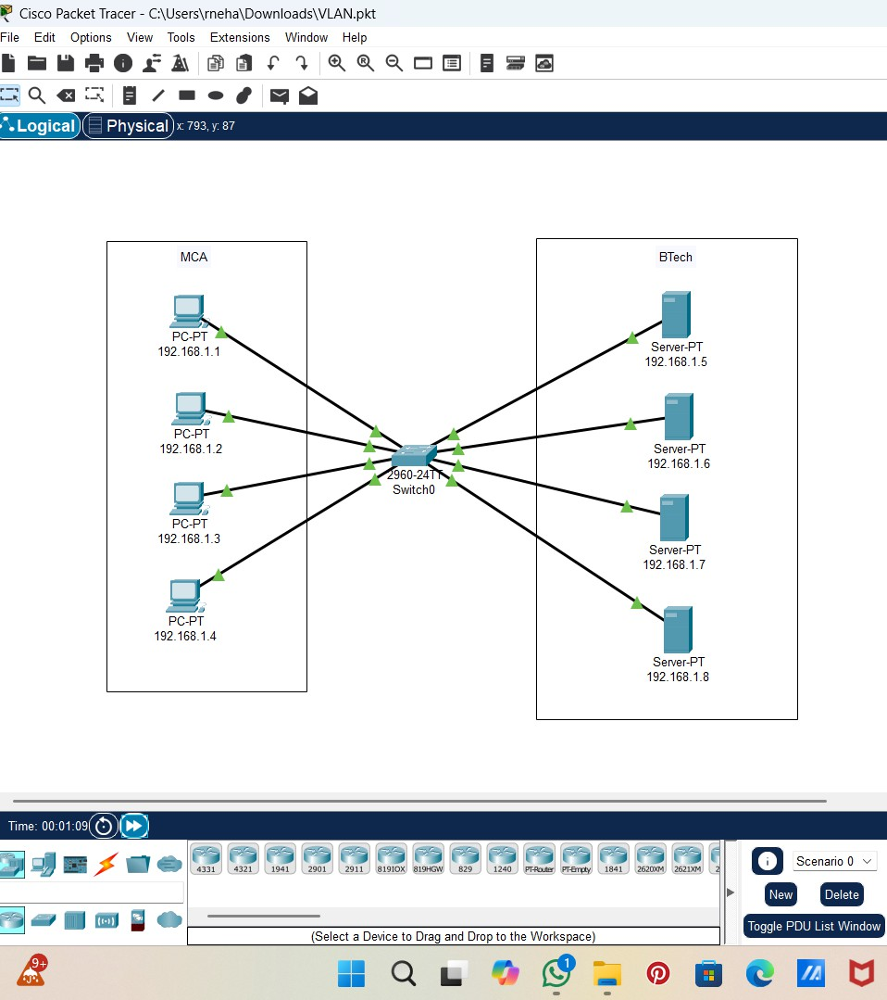 Cisco Packet Tracer - C:\Users\rneha\Downloads\VLAN.pkt
File Edit Options View Tools Extensions Window Help
Logical Physical x: 793, y: 87
MCA
BTech
PC-PT
192.168.1.1
Server-PT
192.168.1.5
PC-PT
192.168.1.2
Server-PT
192.168.1.6
2960-24TT
Switch0
PC-PT
192.168.1.3
Server-PT
192.168.1.7
PC-PT
192.168.1.4
Server-PT
192.168.1.8
Time: 00:01:09
4331 4321 1941 2901 2911 819IOX 819HGW 829 1240 PT-Router PT-Empty 1841 2620XM 2621XM 2
Scenario 0
New Delete
Toggle PDU List Window
(Select a Device to Drag and Drop to the Workspace)
9+
1